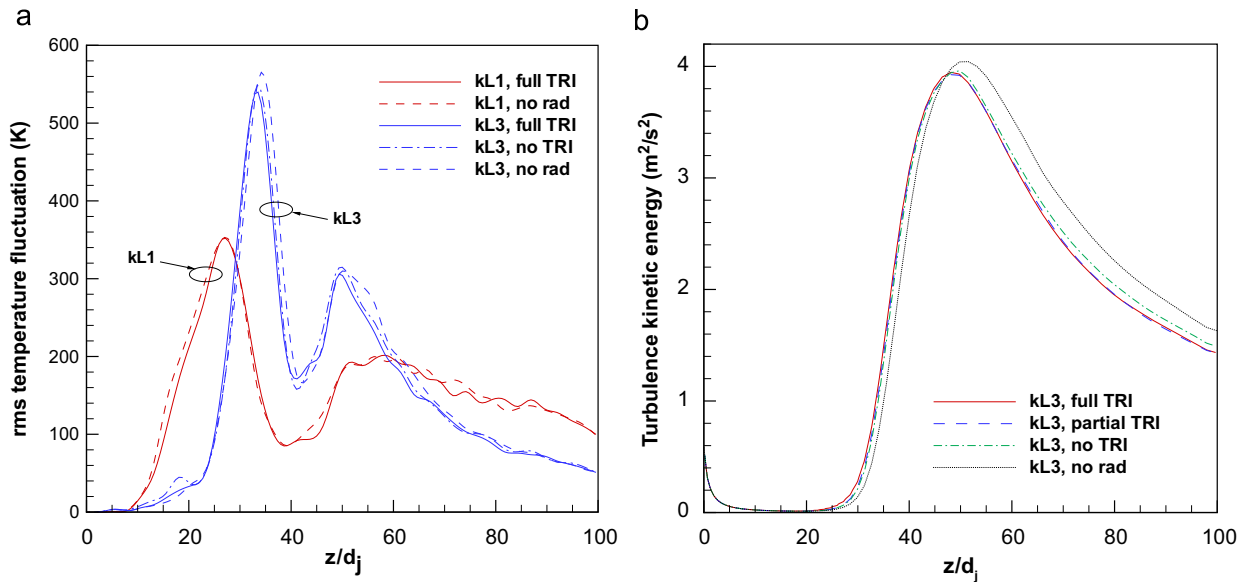 a
rms temperature fluctuation (K)
600
500
400
300
200
100
0
0 20 40 60 80 100
z/dj
kL1, full TRI
kL1, no rad
kL3, full TRI
kL3, no TRI
kL3, no rad
kL1
kL3
b
Turbulence kinetic energy (m²/s²)
4
2
0
0 20 40 60 80 100
z/dj
kL3, full TRI
kL3, partial TRI
kL3, no TRI
kL3, no rad